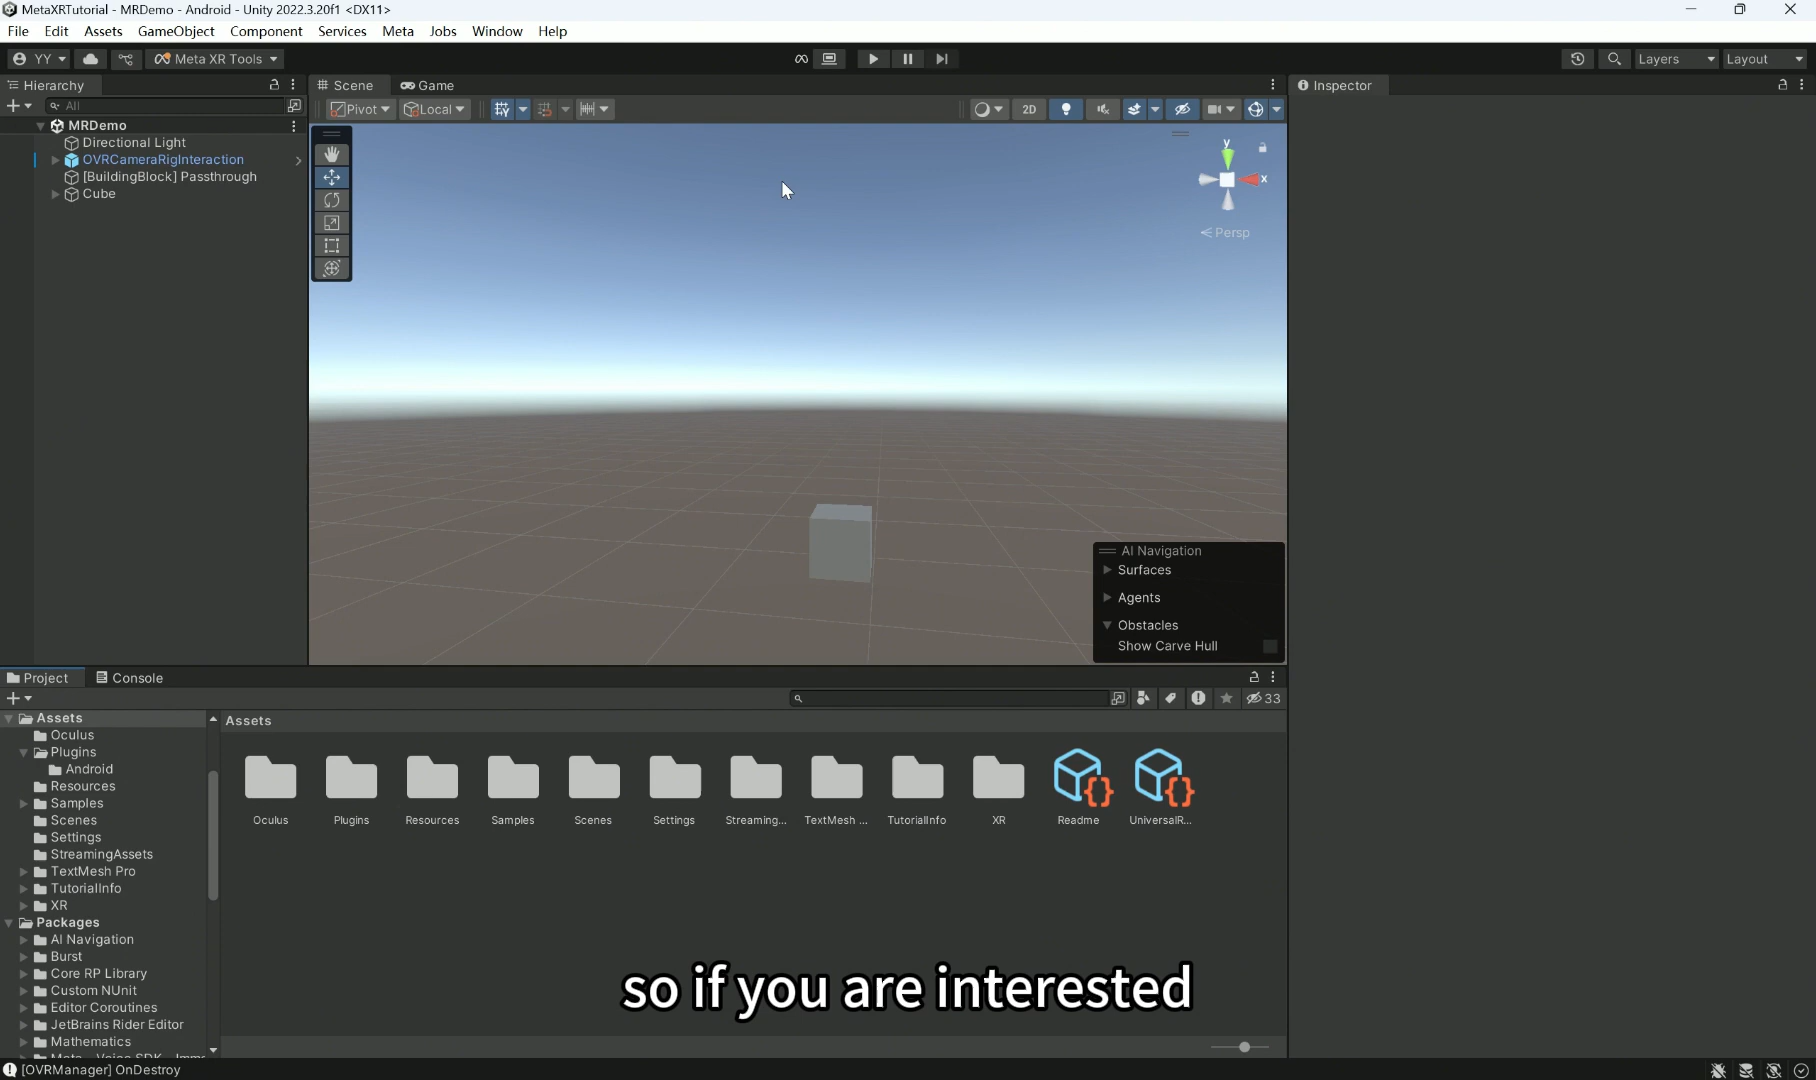 MetaXRTutorial - MRDemo - Android - Unity 2022.3.20f1 <DX11>
File Edit Assets GameObject Component Services Meta Jobs Window Help
YY Meta XR Tools Layers Layout
Hierarchy
All
MRDemo
Directional Light
OVRCameraRigInteraction
[BuildingBlock] Passthrough
Cube
Scene Game
Pivot Local 2D
y
x
Persp
AI Navigation
Surfaces
Agents
Obstacles
Show Carve Hull
Inspector
Project Console
33
Assets
Oculus
Plugins
Android
Resources
Samples
Scenes
Settings
StreamingAssets
TextMesh Pro
TutorialInfo
XR
Packages
AI Navigation
Burst
Core RP Library
Custom NUnit
Editor Coroutines
JetBrains Rider Editor
Mathematics
Assets
Oculus Plugins Resources Samples Scenes Settings Streaming... TextMesh ... TutorialInfo XR Readme UniversalR...
so if you are interested
[OVRManager] OnDestroy